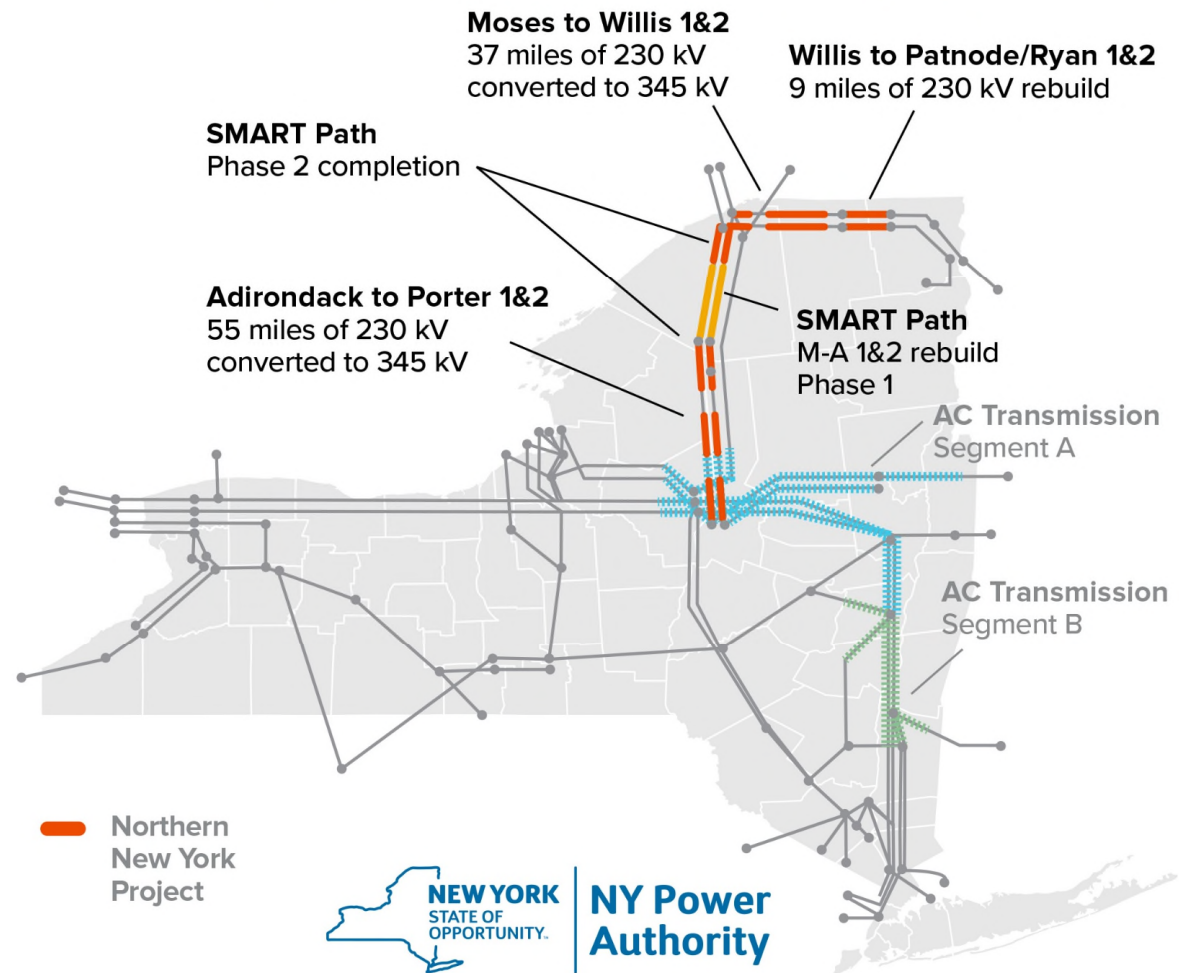 Moses to Willis 1&2
37 miles of 230 kV
converted to 345 kV
Willis to Patnode/Ryan 1&2
9 miles of 230 kV rebuild
SMART Path
Phase 2 completion
Adirondack to Porter 1&2
55 miles of 230 kV
converted to 345 kV
SMART Path
M-A 1&2 rebuild
Phase 1
AC Transmission
Segment A
AC Transmission
Segment B
Northern
New York
Project
NEW YORK
STATE OF
OPPORTUNITY™
NY Power
Authority